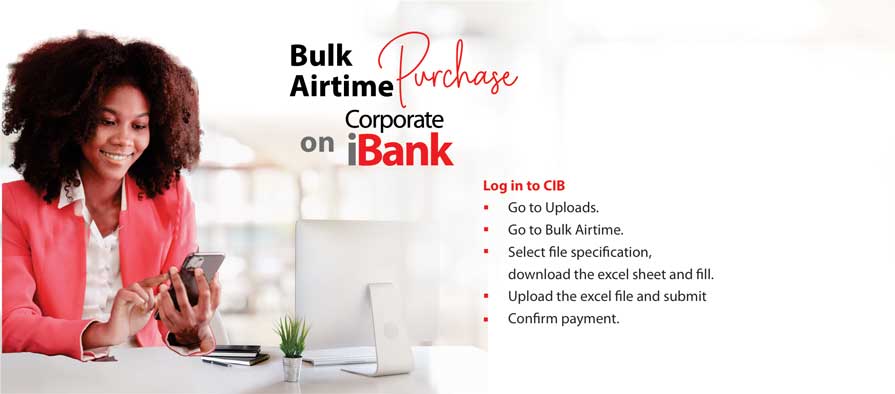 Bulk
Airtime Purchase
Corporate
on iBank
Log in to CIB
▪ Go to Uploads.
▪ Go to Bulk Airtime.
▪ Select file specification,
download the excel sheet and fill.
▪ Upload the excel file and submit
▪ Confirm payment.